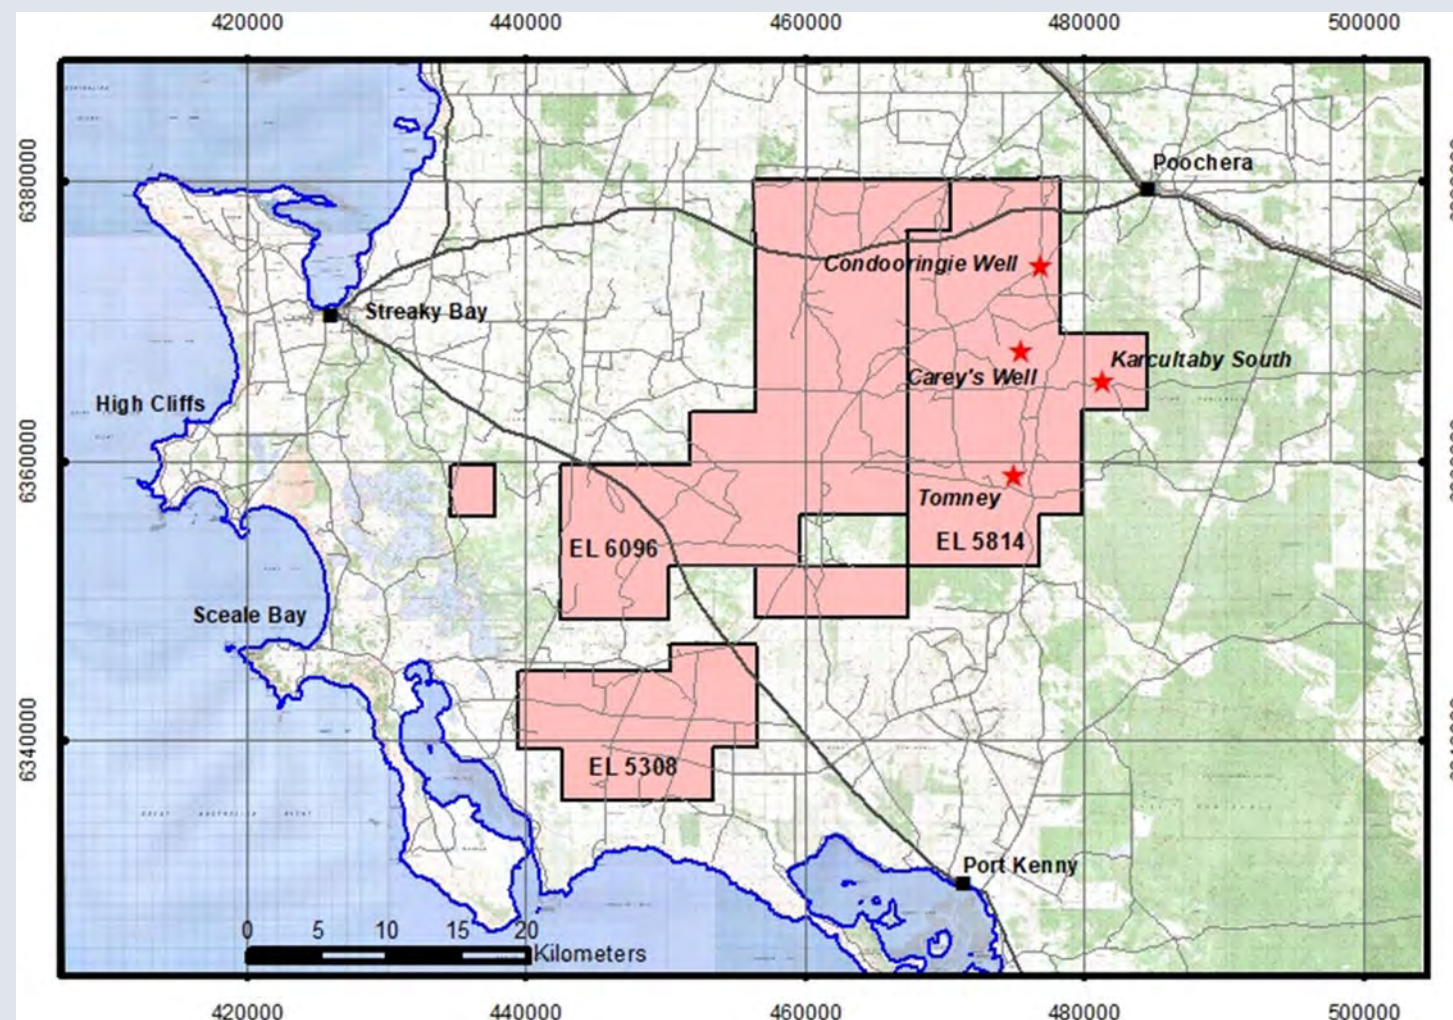 420000 440000 460000 480000 500000
6380000
Poochera
Condooringie Well
Streaky Bay
Karcultaby South
Carey's Well
High Cliffs
6360000
Tomney
EL 6096
EL 5814
Sceale Bay
6340000
EL 5308
Port Kenny
0 5 10 15 20
Kilometers
420000 440000 460000 480000 500000